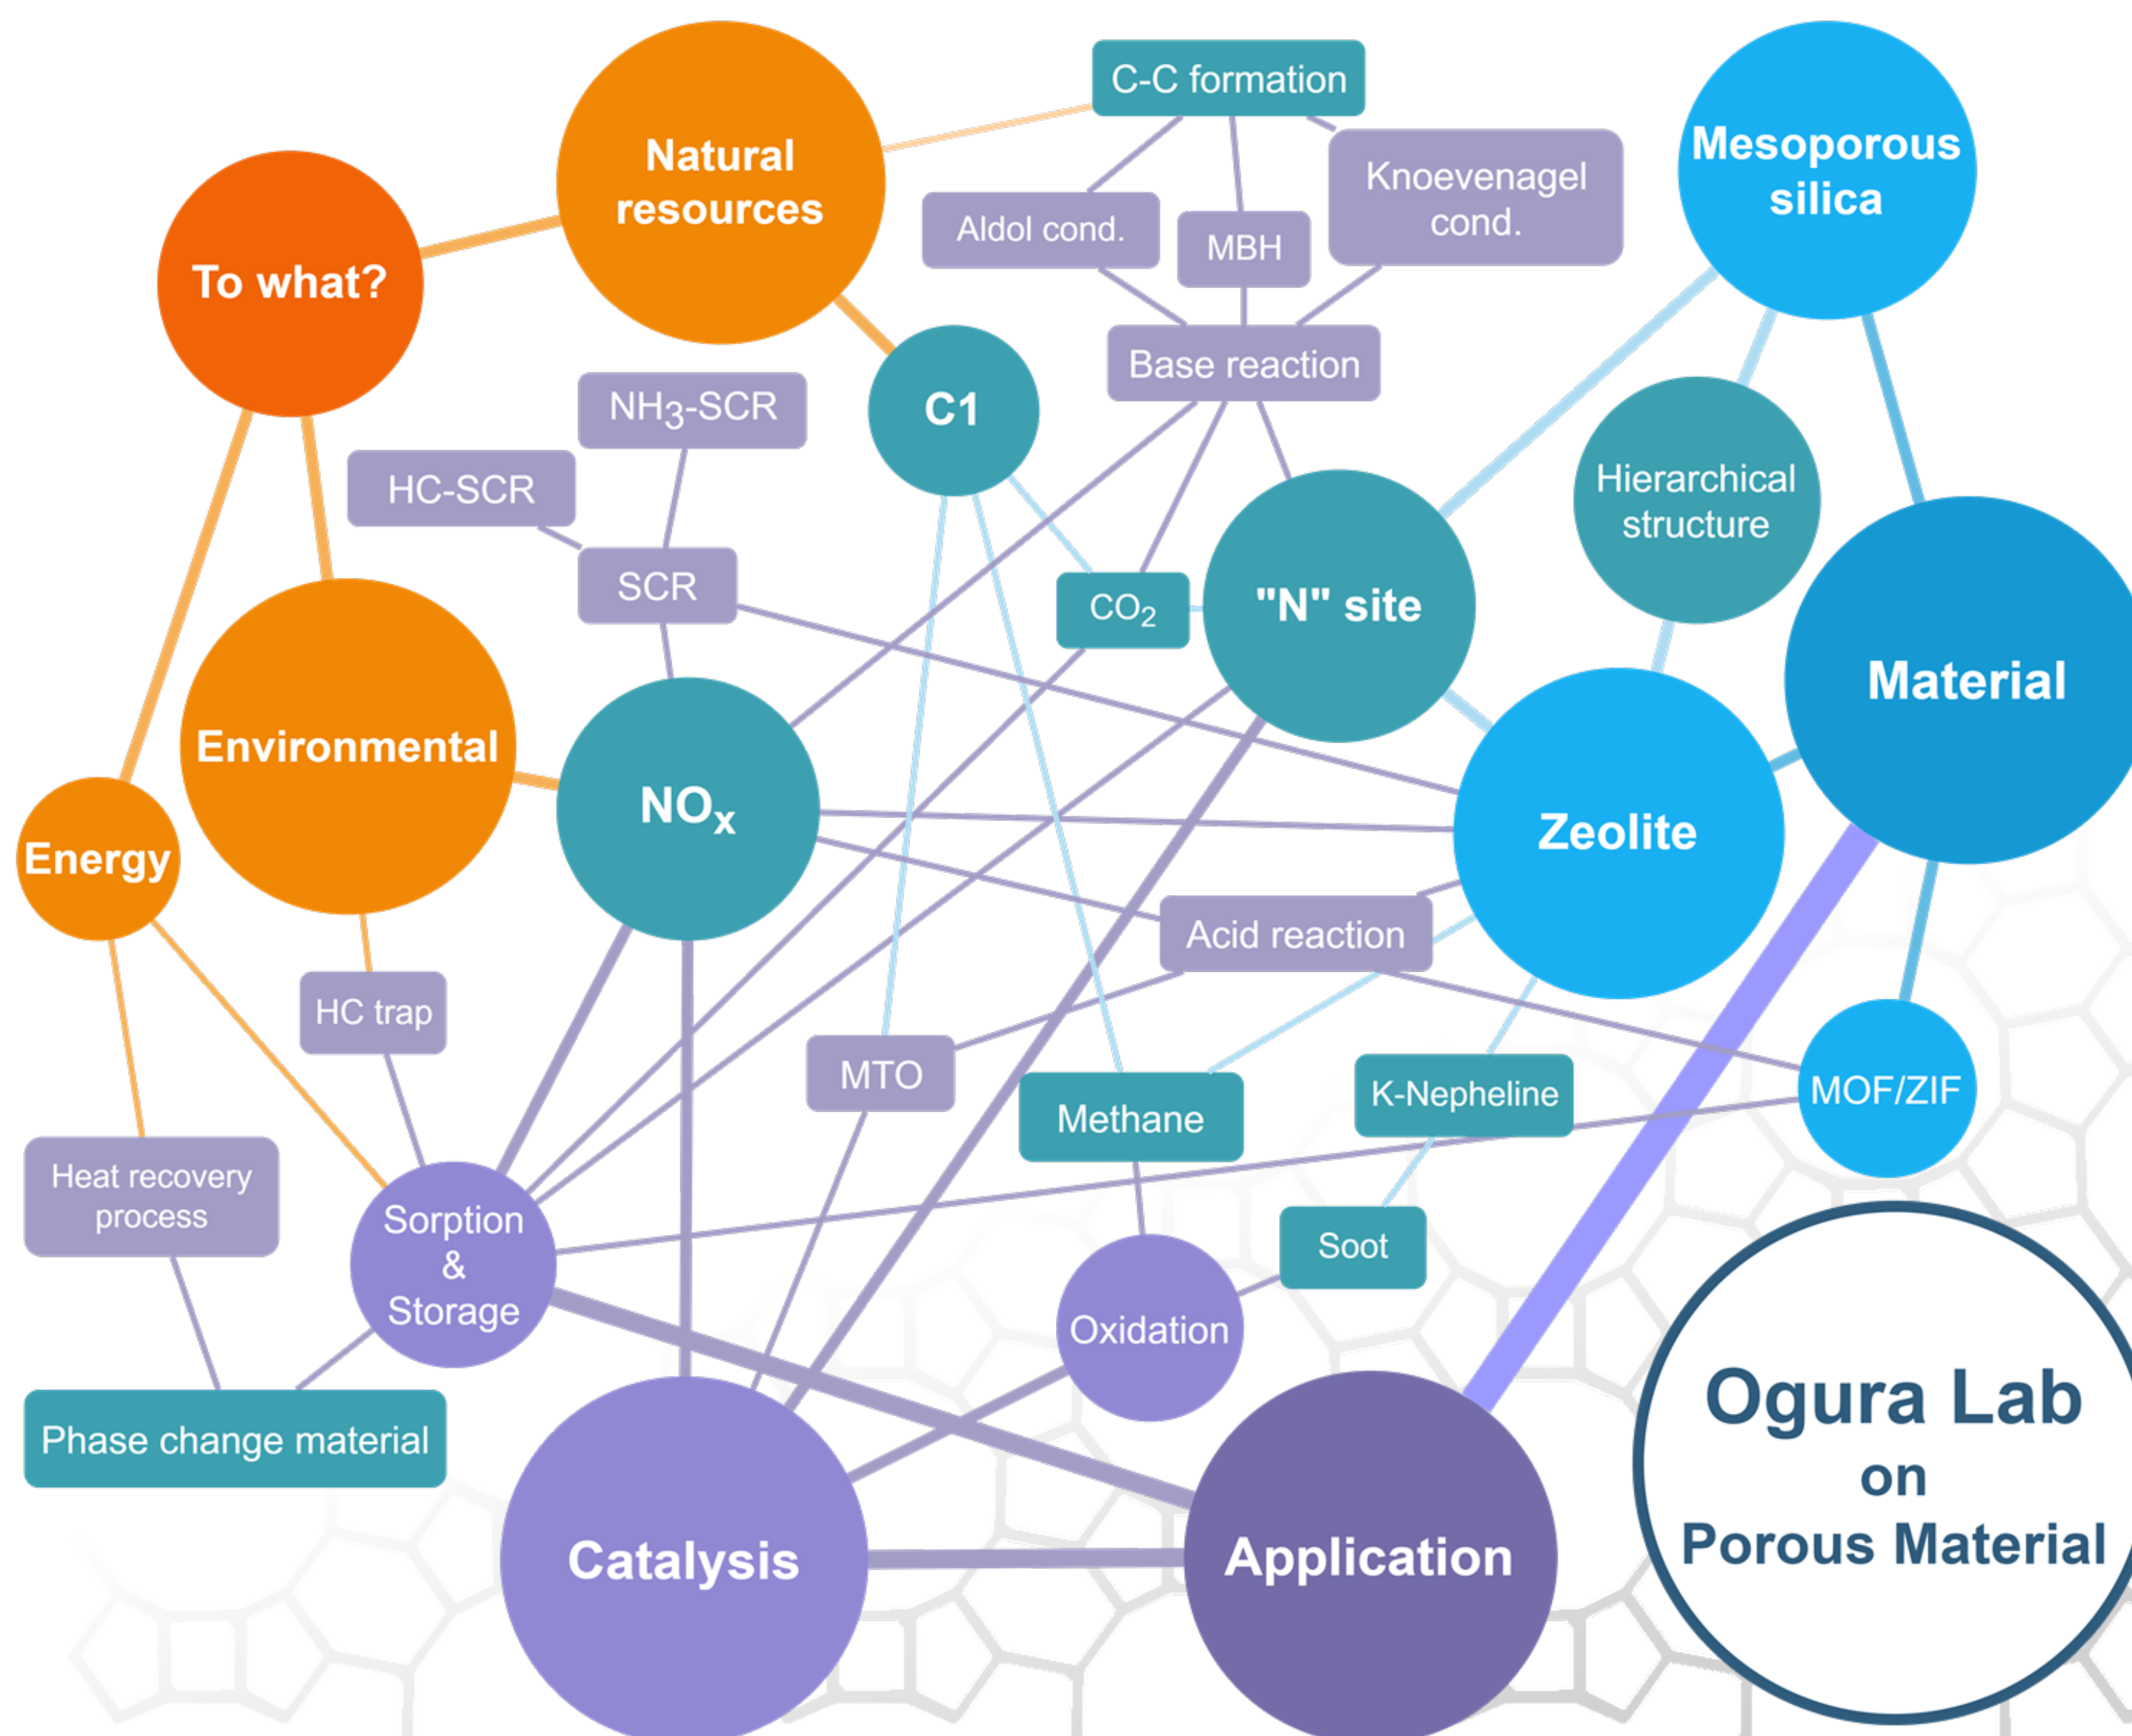 C-C formation
Natural
resources
Mesoporous
silica
Knoevenagel
cond.
Aldol cond.
MBH
To what?
Base reaction
NH3-SCR
C1
HC-SCR
Hierarchical
structure
SCR
CO2
"N" site
Material
Environmental
NOx
Zeolite
Energy
Acid reaction
HC trap
MTO
Methane
K-Nepheline
MOF/ZIF
Heat recovery
process
Sorption
&
Storage
Soot
Oxidation
Phase change material
Ogura Lab
on
Porous Material
Catalysis
Application